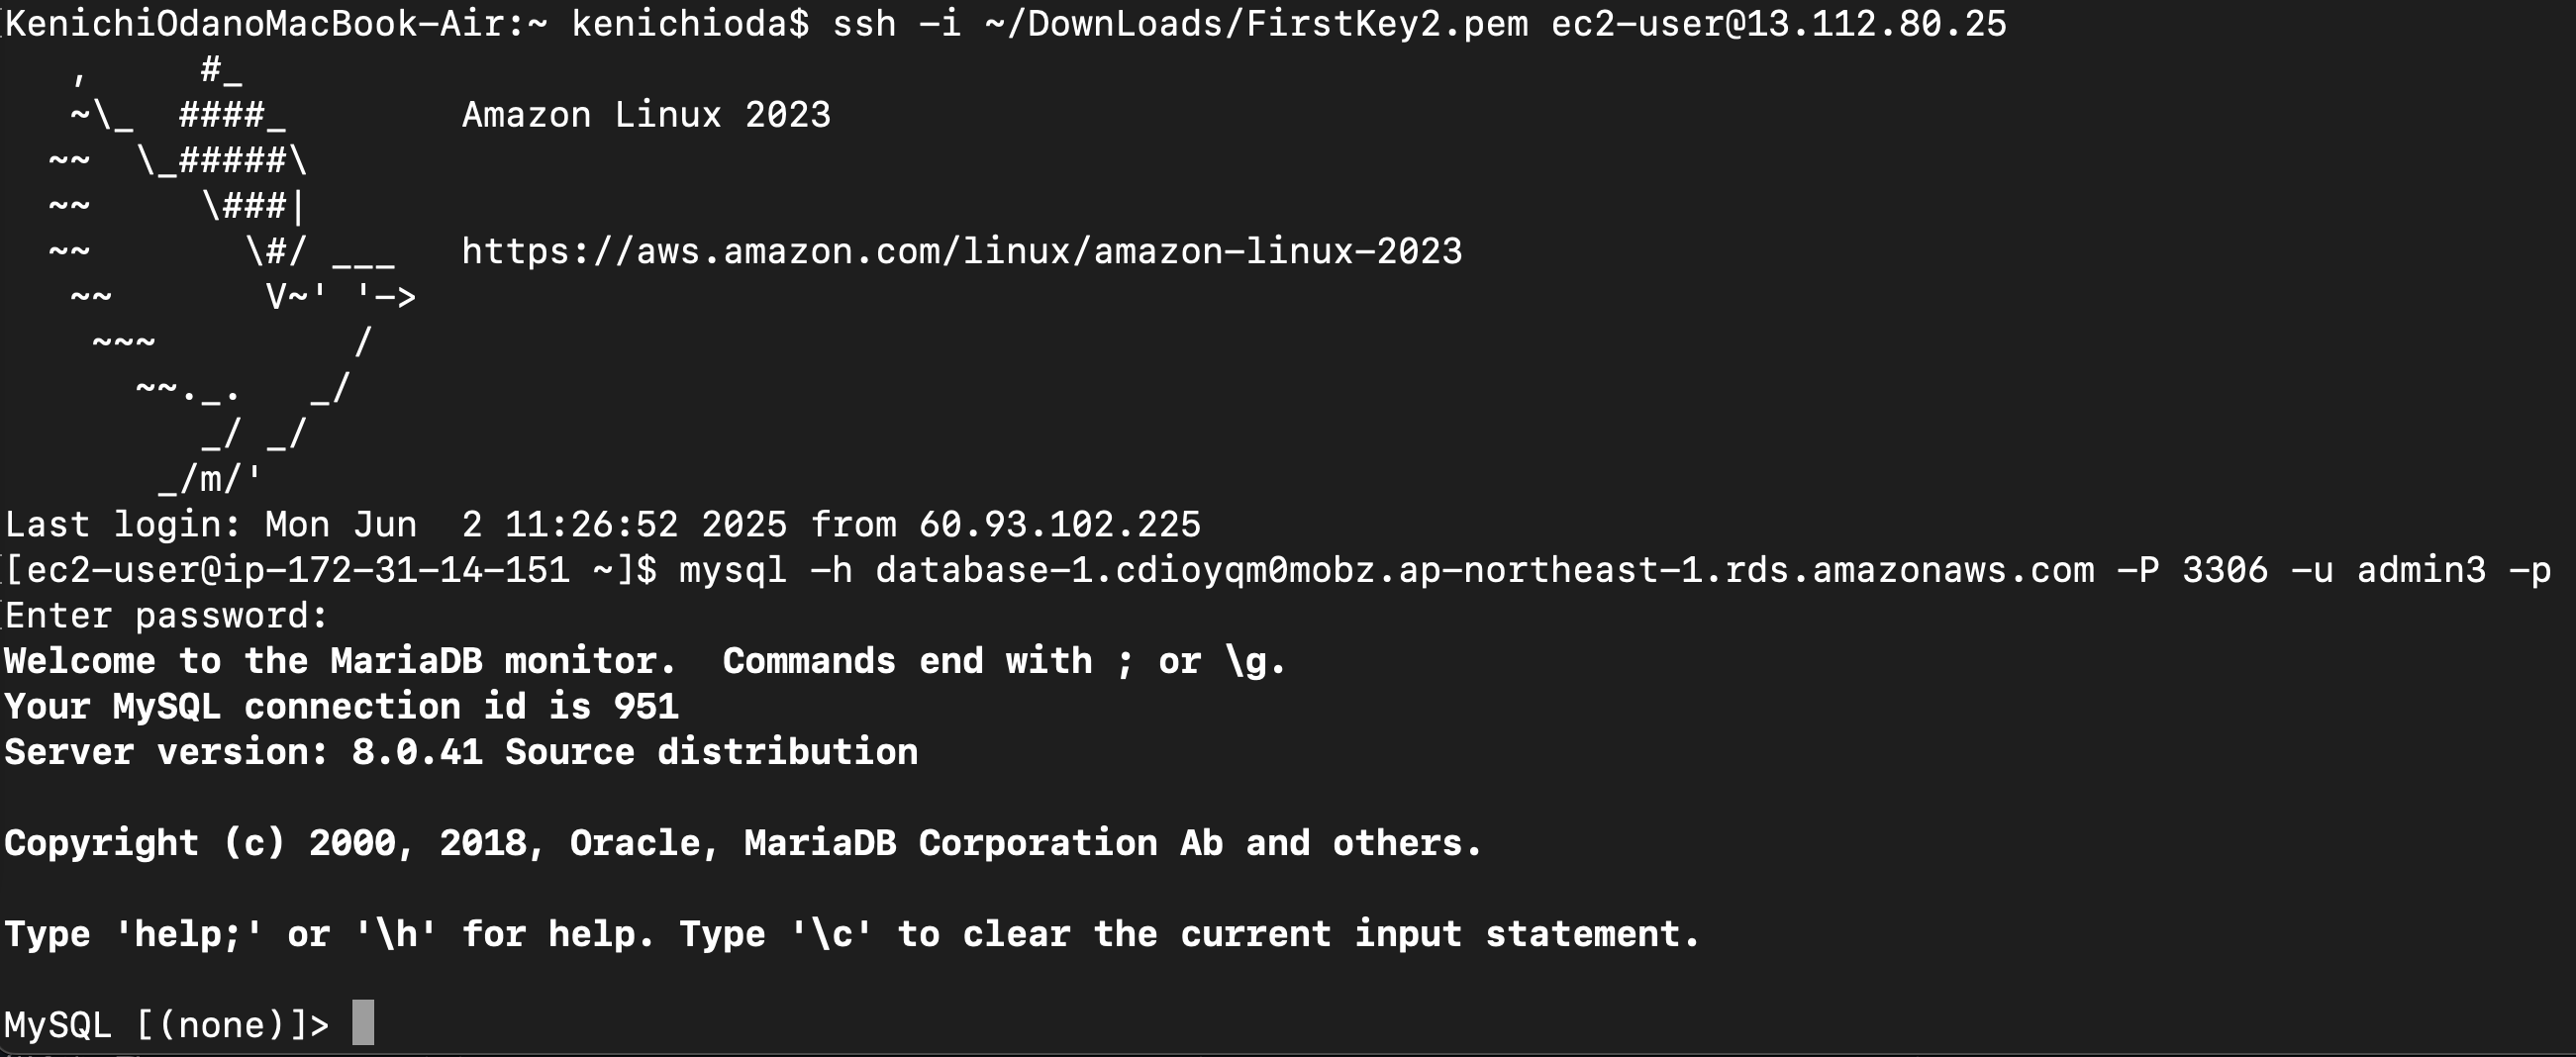 KenichiOdanoMacBook-Air:~ kenichioda$ ssh -i ~/DownLoads/FirstKey2.pem ec2-user@13.112.80.25
   ,     #_
   ~\_  ####_        Amazon Linux 2023
  ~~  \_#####\
  ~~     \###|
  ~~       \#/ ___   https://aws.amazon.com/linux/amazon-linux-2023
   ~~       V~' '->
    ~~~         /
      ~~._.   _/
         _/ _/
       _/m/'
Last login: Mon Jun  2 11:26:52 2025 from 60.93.102.225
[ec2-user@ip-172-31-14-151 ~]$ mysql -h database-1.cdioyqm0mobz.ap-northeast-1.rds.amazonaws.com -P 3306 -u admin3 -p
Enter password:
Welcome to the MariaDB monitor.  Commands end with ; or \g.
Your MySQL connection id is 951
Server version: 8.0.41 Source distribution
Copyright (c) 2000, 2018, Oracle, MariaDB Corporation Ab and others.
Type 'help;' or '\h' for help. Type '\c' to clear the current input statement.
MySQL [(none)]>